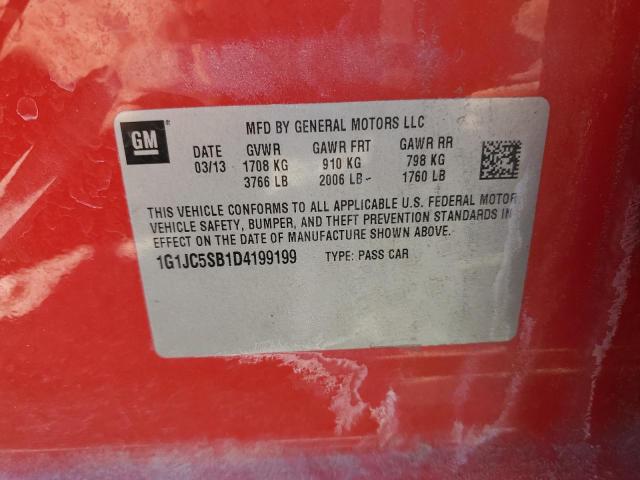 GM
MFD BY GENERAL MOTORS LLC
DATE GVWR GAWR FRT GAWR RR
03/13 1708 KG 910 KG 798 KG
3766 LB 2006 LB 1760 LB
THIS VEHICLE CONFORMS TO ALL APPLICABLE U.S. FEDERAL MOTOR
VEHICLE SAFETY, BUMPER, AND THEFT PREVENTION STANDARDS IN
EFFECT ON THE DATE OF MANUFACTURE SHOWN ABOVE.
1G1JC5SB1D4199199 TYPE: PASS CAR